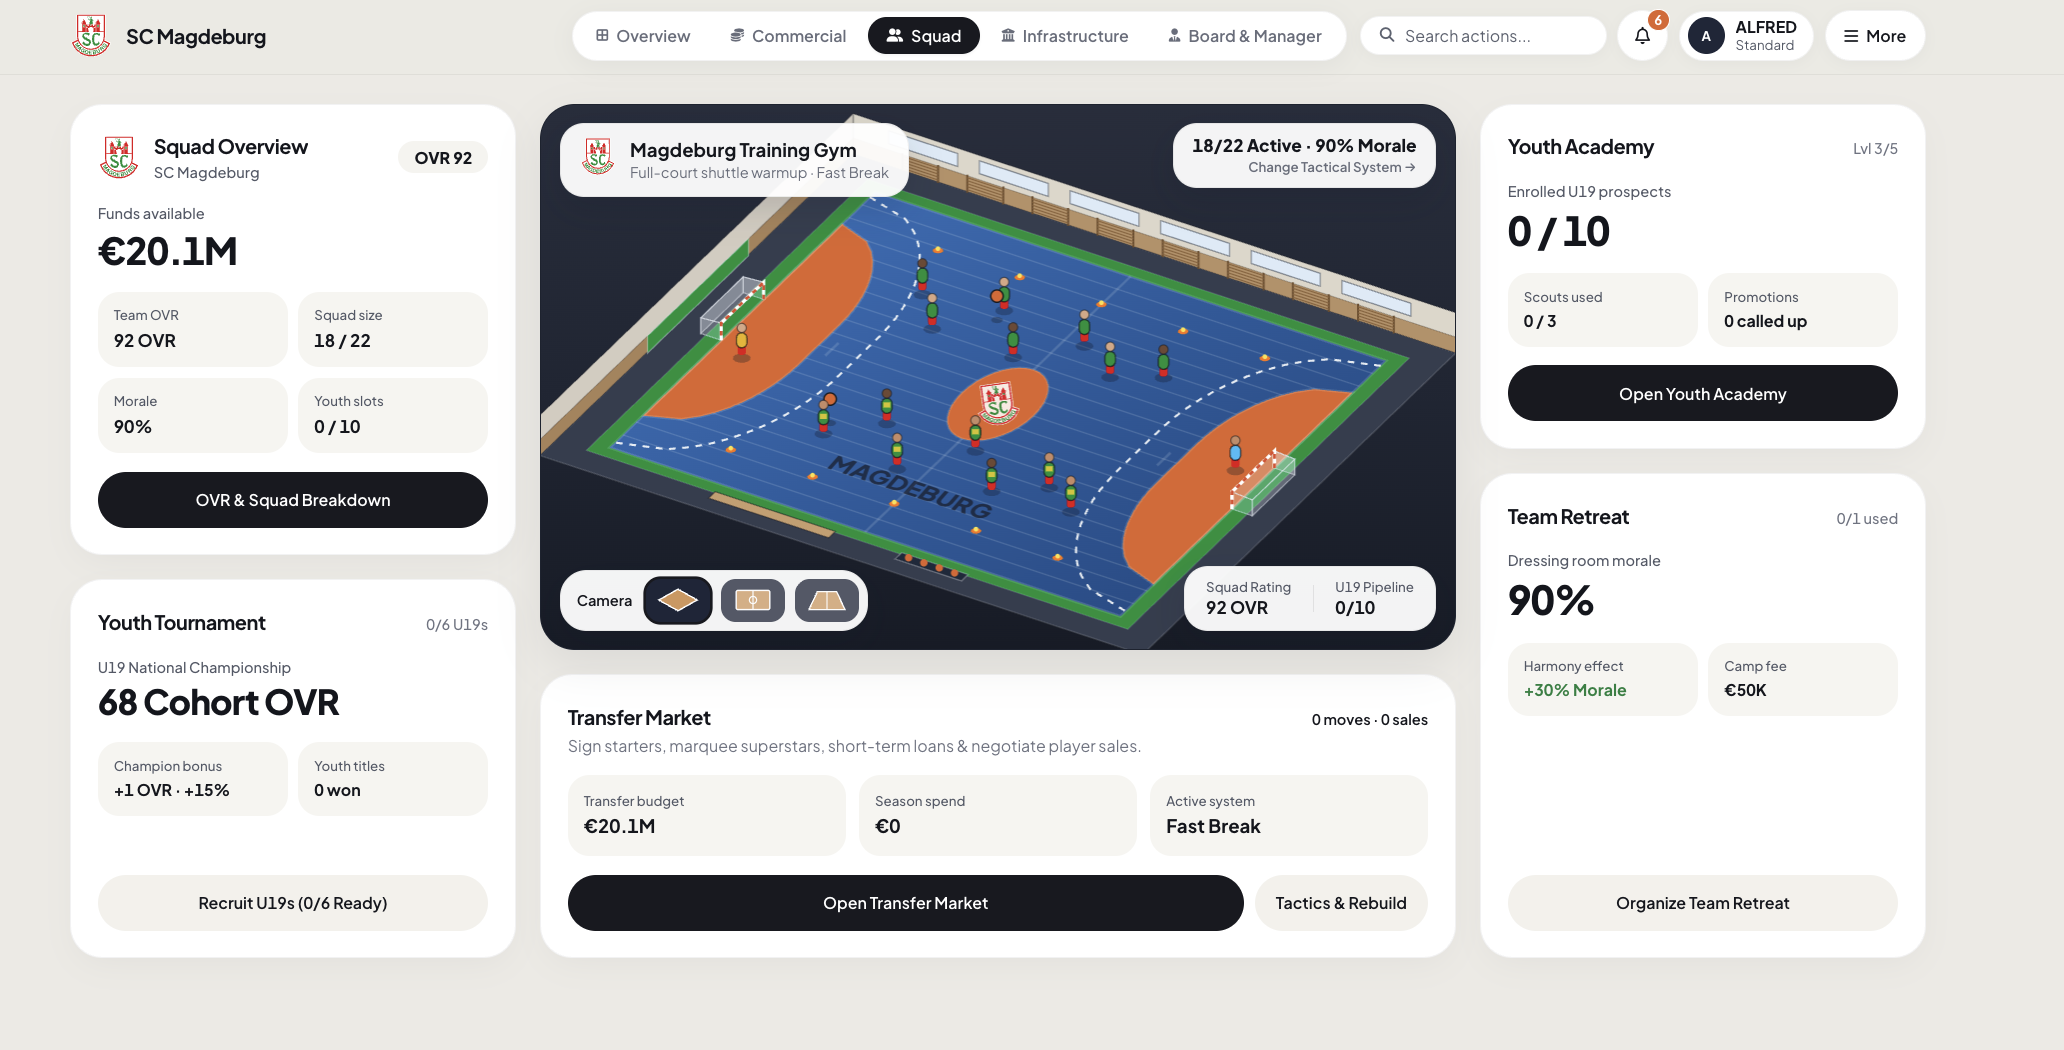 SC Magdeburg
Overview
Commercial
Squad
Infrastructure
Board & Manager
Search actions...
6
A
ALFRED
Standard
More
Squad Overview
SC Magdeburg
OVR 92
Funds available
€20.1M
Team OVR
92 OVR
Squad size
18 / 22
Morale
90%
Youth slots
0 / 10
OVR & Squad Breakdown
Youth Tournament
0/6 U19s
U19 National Championship
68 Cohort OVR
Champion bonus
+1 OVR · +15%
Youth titles
0 won
Recruit U19s (0/6 Ready)
SC
Magdeburg Training Gym
Full-court shuttle warmup · Fast Break
18/22 Active · 90% Morale
Change Tactical System →
SC
MAGDEBURG
Camera
Squad Rating
92 OVR
U19 Pipeline
0/10
Transfer Market
0 moves · 0 sales
Sign starters, marquee superstars, short-term loans & negotiate player sales.
Transfer budget
€20.1M
Season spend
€0
Active system
Fast Break
Open Transfer Market
Tactics & Rebuild
Youth Academy
Lvl 3/5
Enrolled U19 prospects
0 / 10
Scouts used
0 / 3
Promotions
0 called up
Open Youth Academy
Team Retreat
0/1 used
Dressing room morale
90%
Harmony effect
+30% Morale
Camp fee
€50K
Organize Team Retreat